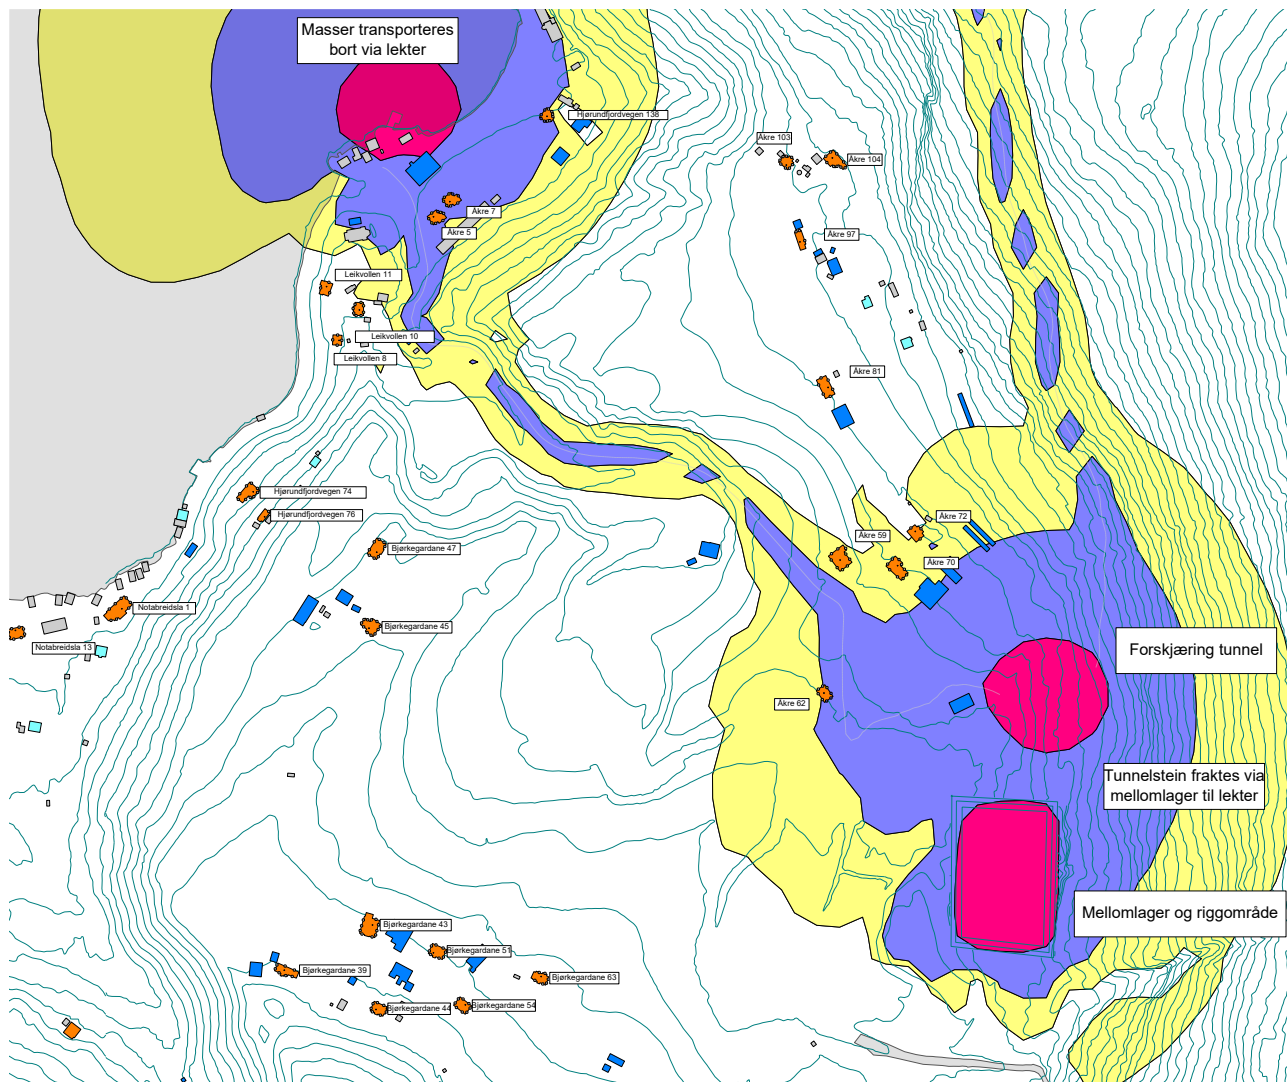 Masser transporteres
bort via lekter
Hjørundfjordvegen 138
Åkre 103
Åkre 104
Åkre 7
Åkre 5
Åkre 97
Leikvollen 11
Leikvollen 10
Leikvollen 8
Åkre 81
Hjørundfjordvegen 74
Hjørundfjordvegen 76
Bjørkegardane 47
Åkre 72
Åkre 59
Åkre 70
Notabreidsla 1
Bjørkegardane 45
Notabreidsla 13
Forskjæring tunnel
Åkre 62
Tunnelstein fraktes via
mellomlager til lekter
Mellomlager og riggområde
Bjørkegardane 43
Bjørkegardane 51
Bjørkegardane 39
Bjørkegardane 63
Bjørkegardane 44
Bjørkegardane 54